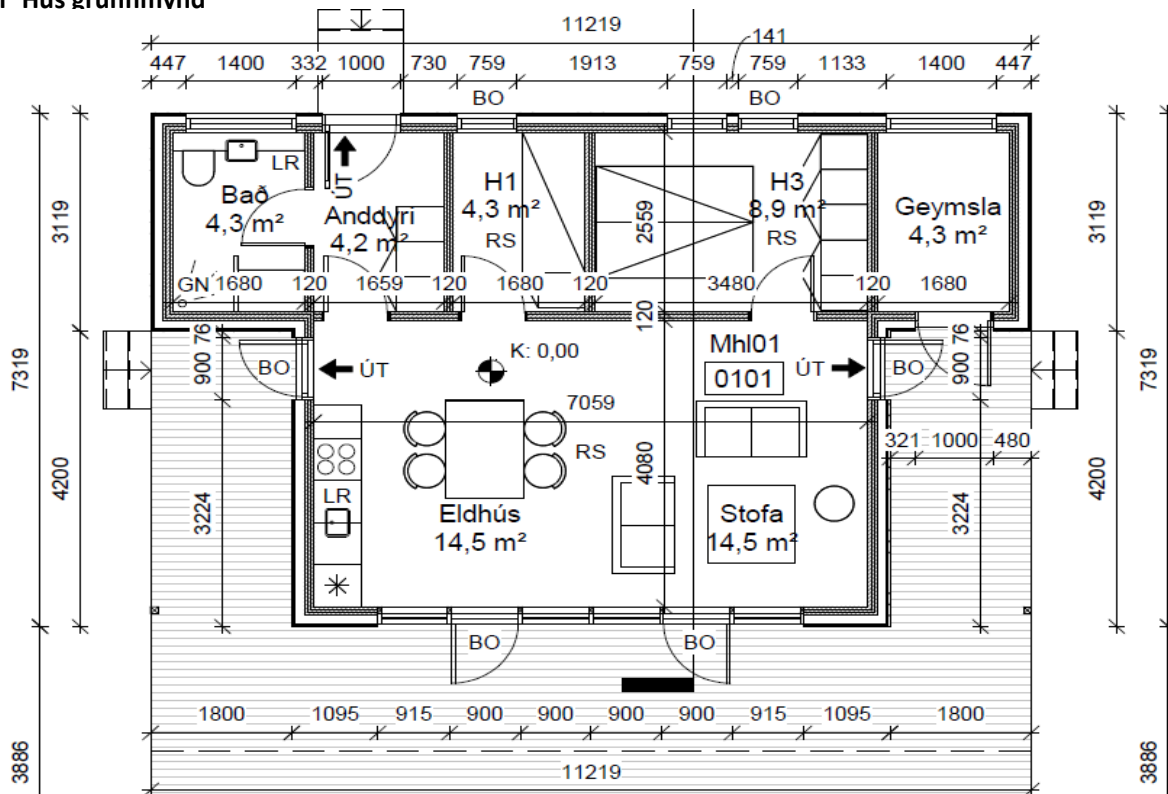 Hús grunnmynd
11219
141
447 1400 332 1000 730 759 1913 759 759 1133 1400 447
BO BO
LR
ÚT
Bað
4,3 m²
Anddyri
4,2 m²
H1
4,3 m²
RS
2559
H3
8,9 m²
RS
Geymsla
4,3 m²
3119 3119
GN 1680 120 1659 120 1680 120 3480 120 1680
120
76 76
900 900
BO ÚT
K: 0,00
Mhl01
0101
ÚT BO
7319 7319
7059
321 1000 480
RS
4080
4200 4200
3224 3224
LR
Eldhús
14,5 m²
Stofa
14,5 m²
BO BO
1800 1095 915 900 900 900 900 915 1095 1800
11219
3886 3886